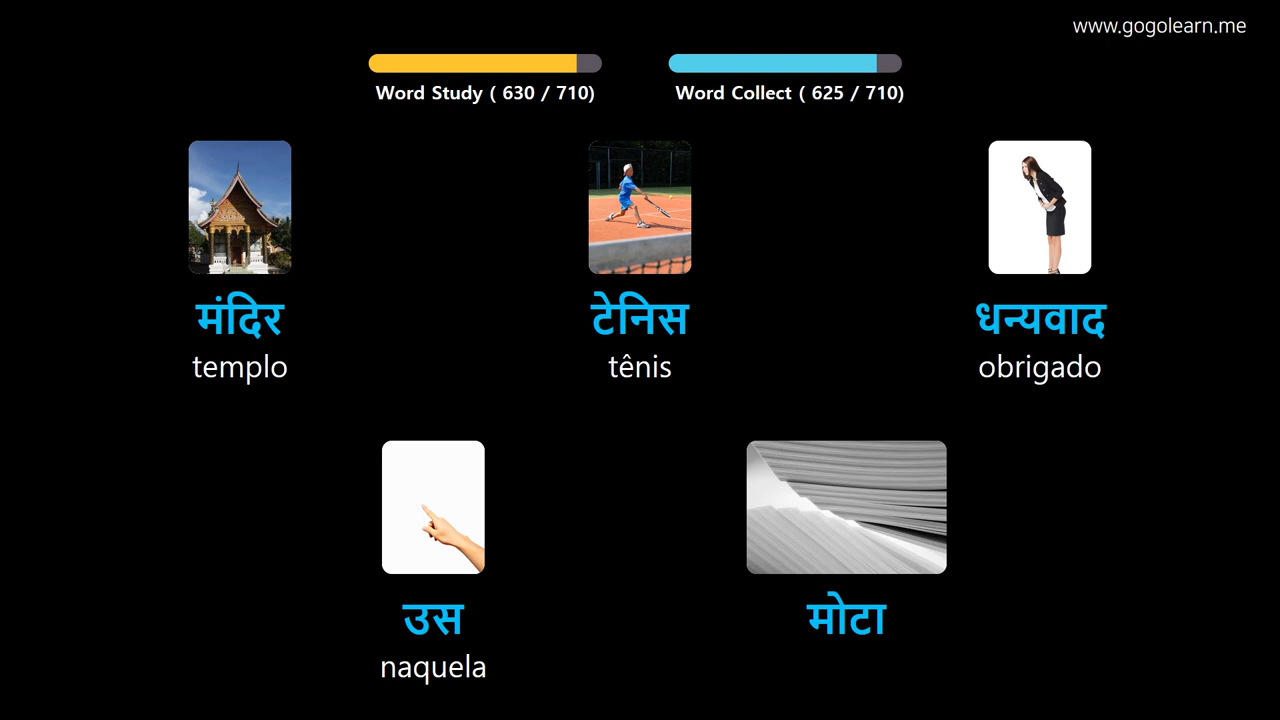 www.gogolearn.me
Word Study ( 630 / 710)
Word Collect ( 625 / 710)
मंदिर
templo
टेनिस
tênis
धन्यवाद
obrigado
उस
naquela
मोटा